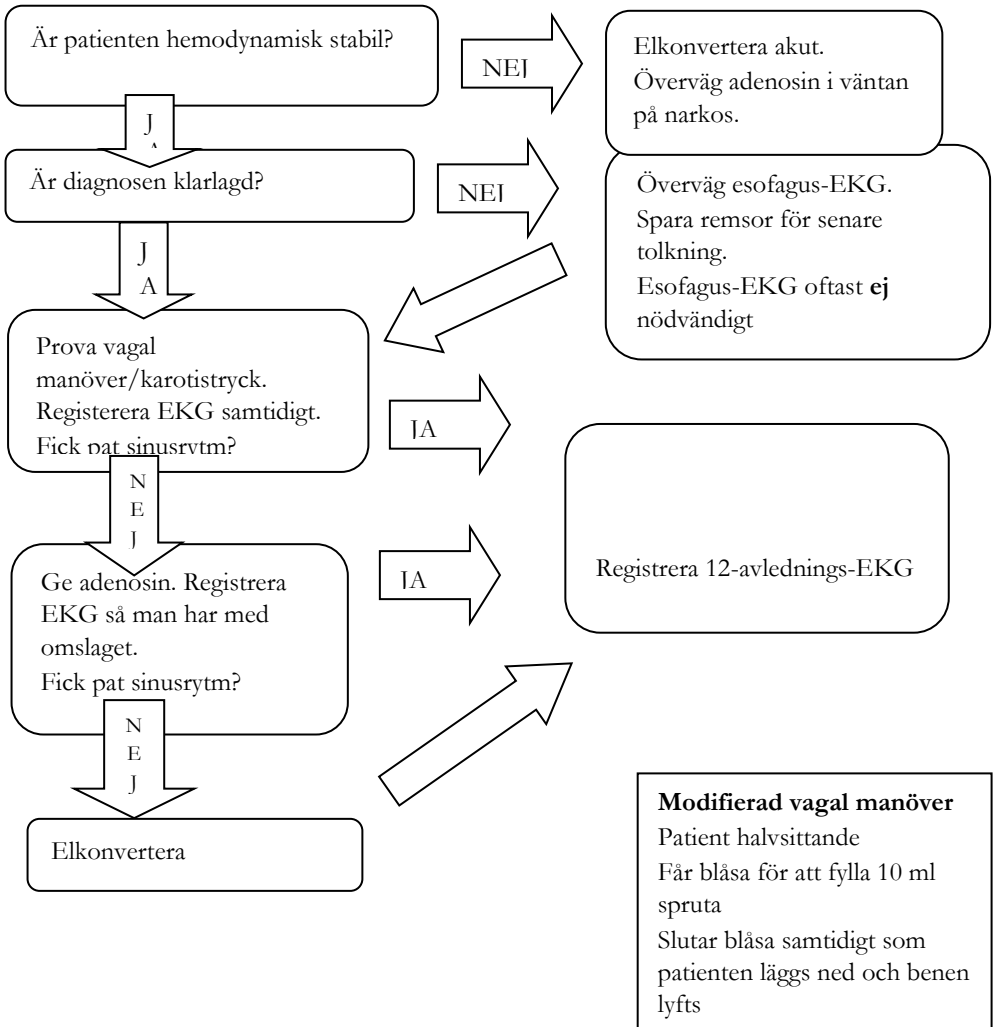 Är patienten hemodynamisk stabil?
NEJ
Elkonvertera akut.
Överväg adenosin i väntan
på narkos.
J
A
Är diagnosen klarlagd?
NEJ
Överväg esofagus-EKG.
Spara remsor för senare
tolkning.
Esofagus-EKG oftast ej
nödvändigt
J
A
Prova vagal
manöver/karotistryck.
Registerera EKG samtidigt.
Fick pat sinusrytm?
JA
N
E
J
Ge adenosin. Registrera
EKG så man har med
omslaget.
Fick pat sinusrytm?
JA
Registrera 12-avlednings-EKG
N
E
J
Elkonvertera
Modifierad vagal manöver
Patient halvsittande
Får blåsa för att fylla 10 ml
spruta
Slutar blåsa samtidigt som
patienten läggs ned och benen
lyfts